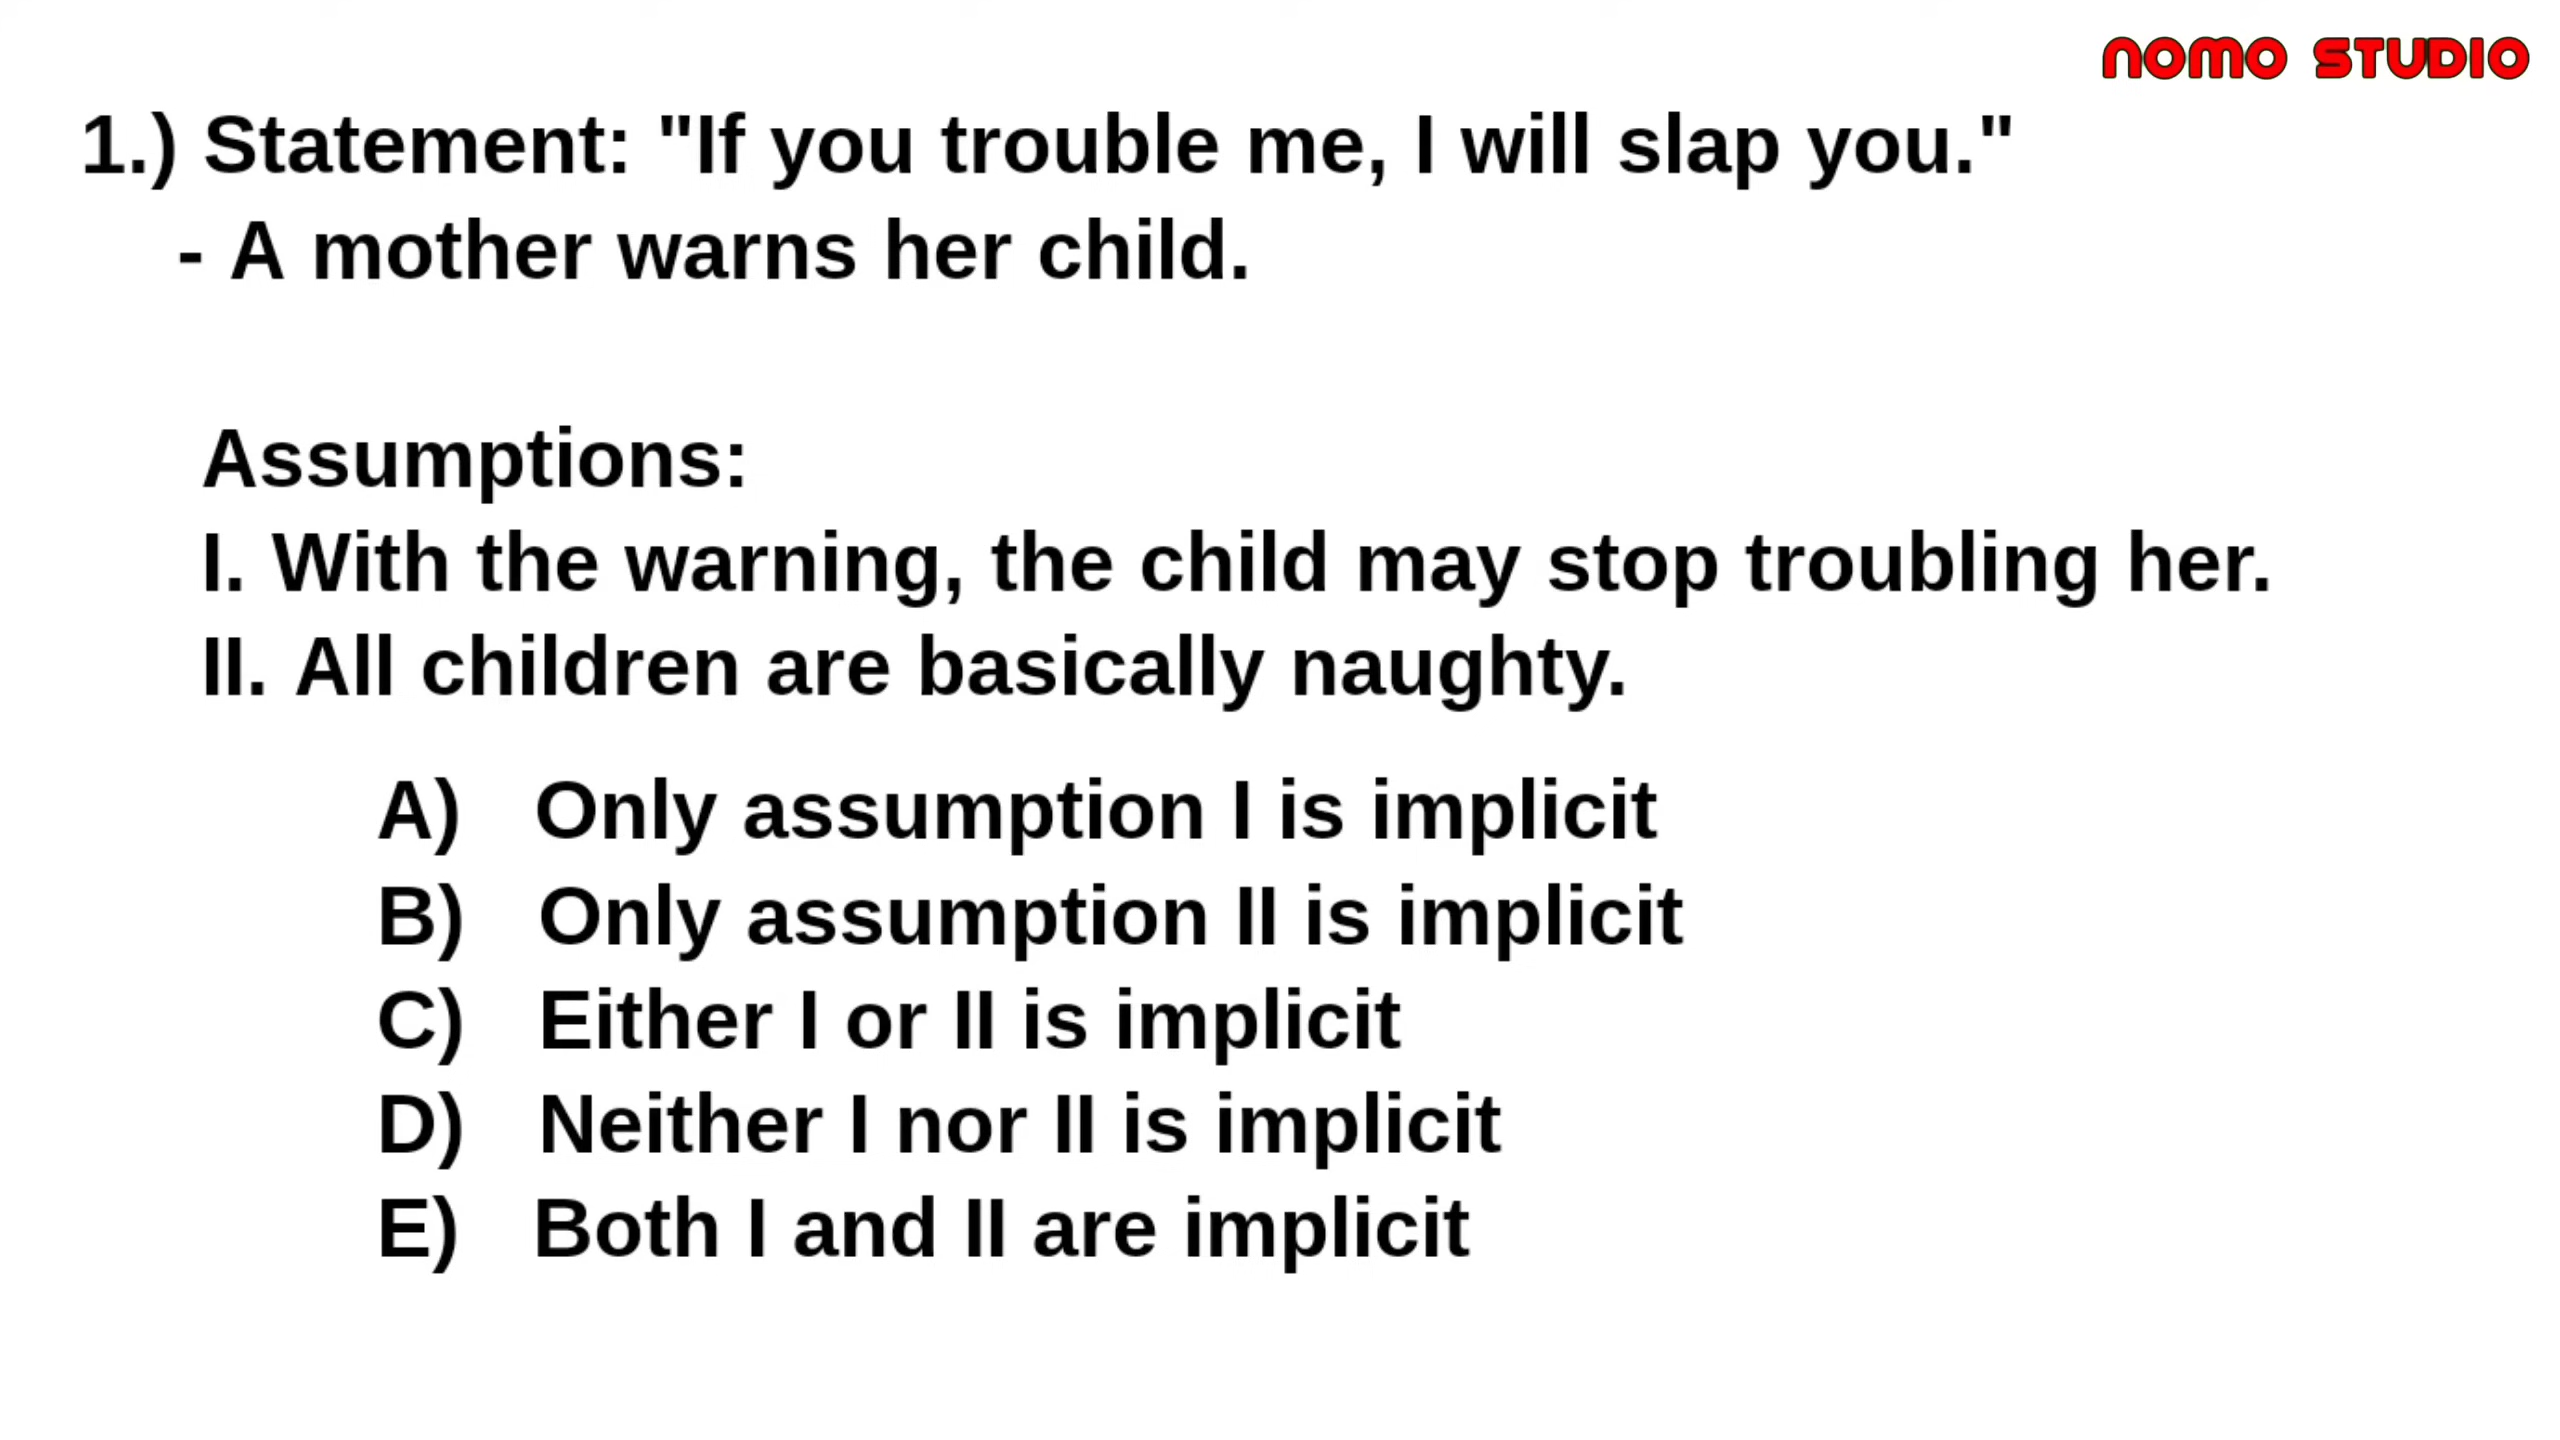 NOMO STUDIO
1.) Statement: "If you trouble me, I will slap you."
- A mother warns her child.
Assumptions:
I. With the warning, the child may stop troubling her.
II. All children are basically naughty.
A) Only assumption I is implicit
B) Only assumption II is implicit
C) Either I or II is implicit
D) Neither I nor II is implicit
E) Both I and II are implicit